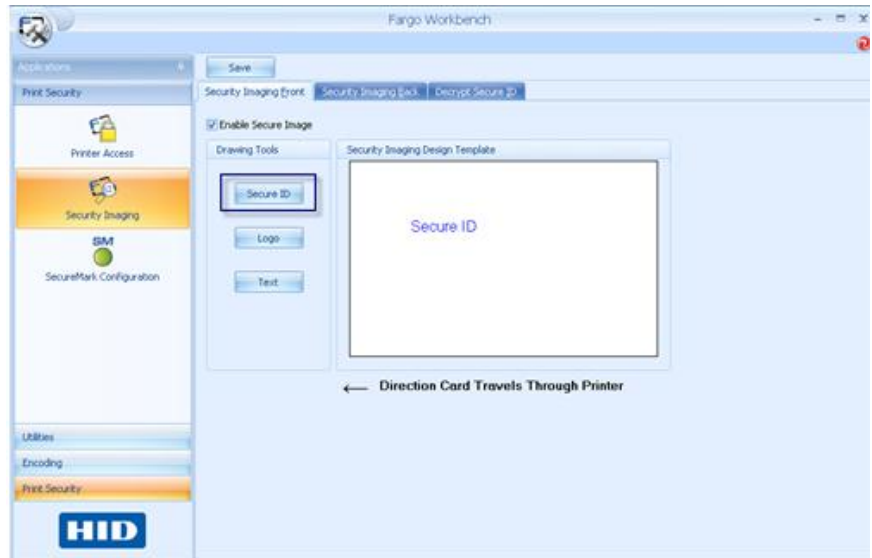 Fargo Workbench
Applications
Save
Print Security
Security Imaging Front
Security Imaging Back
Decrypt Secure ID
Enable Secure Image
Printer Access
Drawing Tools
Security Imaging Design Template
Secure ID
Secure ID
Security Imaging
Logo
SM
SecureMark Configuration
Text
Direction Card Travels Through Printer
Utilities
Encoding
Print Security
HID